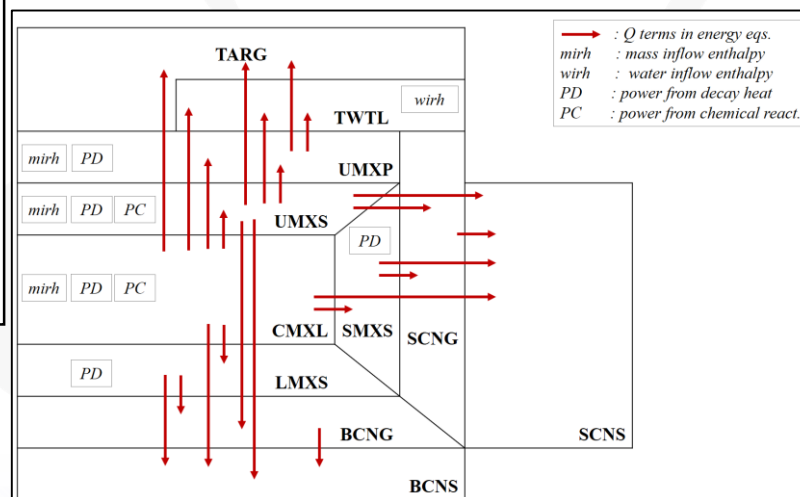 : Q terms in energy eqs.
mirh : mass inflow enthalpy
wirh : water inflow enthalpy
PD : power from decay heat
PC : power from chemical react.
TARG
wirh
TWTL
mirh PD
UMXP
mirh PD PC
UMXS
PD
mirh PD PC
CMXL SMXS SCNG
PD
LMXS
BCNG SCNS
BCNS